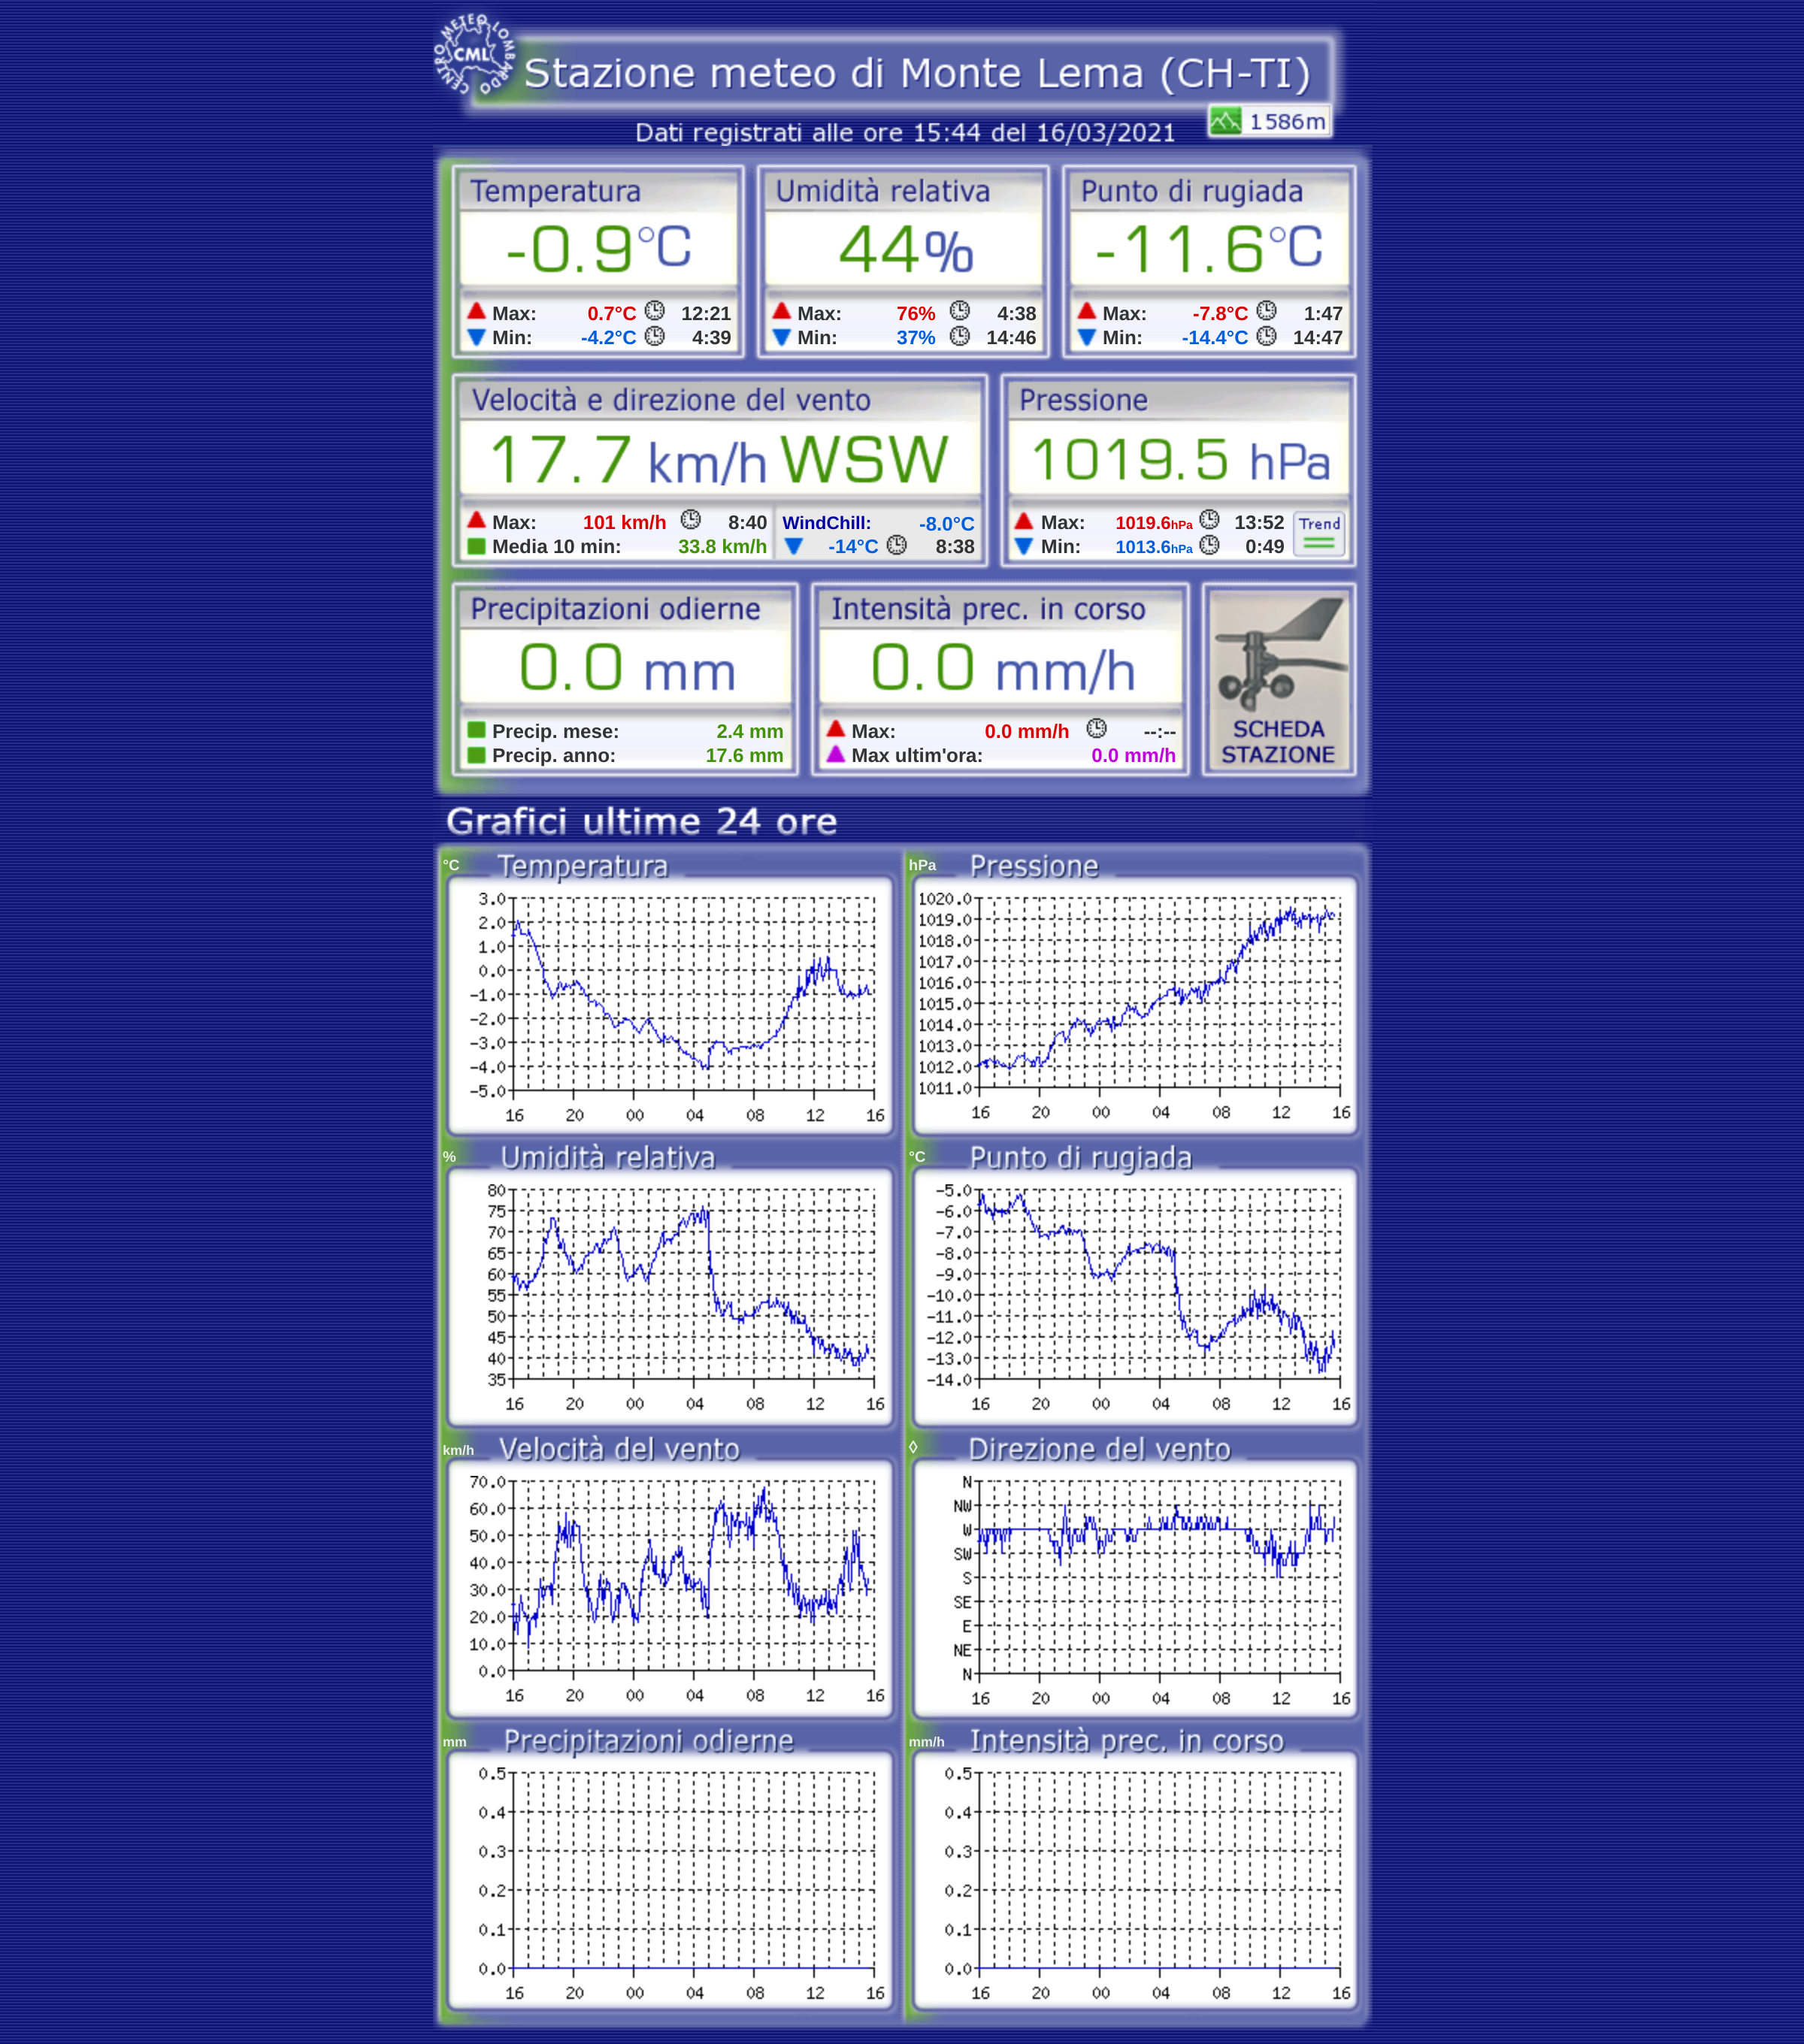 CENTRO METEO LOMBARDO
CML
Stazione meteo di Monte Lema (CH-TI)
1586m
Dati registrati alle ore 15:44 del 16/03/2021
Temperatura
-0.9°C
Max: 0.7°C 12:21
Min: -4.2°C 4:39
Umidità relativa
44%
Max: 76% 4:38
Min: 37% 14:46
Punto di rugiada
-11.6°C
Max: -7.8°C 1:47
Min: -14.4°C 14:47
Velocità e direzione del vento
17.7 km/h WSW
Max: 101 km/h 8:40
Media 10 min: 33.8 km/h
WindChill: -8.0°C
-14°C 8:38
Pressione
1019.5 hPa
Max: 1019.6hPa 13:52
Min: 1013.6hPa 0:49
Trend
Precipitazioni odierne
0.0 mm
Precip. mese: 2.4 mm
Precip. anno: 17.6 mm
Intensità prec. in corso
0.0 mm/h
Max: 0.0 mm/h --:--
Max ultim'ora: 0.0 mm/h
SCHEDA
STAZIONE
Grafici ultime 24 ore
°C Temperatura
3.0
2.0
1.0
0.0
-1.0
-2.0
-3.0
-4.0
-5.0
16 20 00 04 08 12 16
hPa Pressione
1020.0
1019.0
1018.0
1017.0
1016.0
1015.0
1014.0
1013.0
1012.0
1011.0
16 20 00 04 08 12 16
% Umidità relativa
80
75
70
65
60
55
50
45
40
35
16 20 00 04 08 12 16
°C Punto di rugiada
-5.0
-6.0
-7.0
-8.0
-9.0
-10.0
-11.0
-12.0
-13.0
-14.0
16 20 00 04 08 12 16
km/h Velocità del vento
70.0
60.0
50.0
40.0
30.0
20.0
10.0
0.0
16 20 00 04 08 12 16
◊ Direzione del vento
N
NW
W
SW
S
SE
E
NE
N
16 20 00 04 08 12 16
mm Precipitazioni odierne
0.5
0.4
0.3
0.2
0.1
0.0
16 20 00 04 08 12 16
mm/h Intensità prec. in corso
0.5
0.4
0.3
0.2
0.1
0.0
16 20 00 04 08 12 16